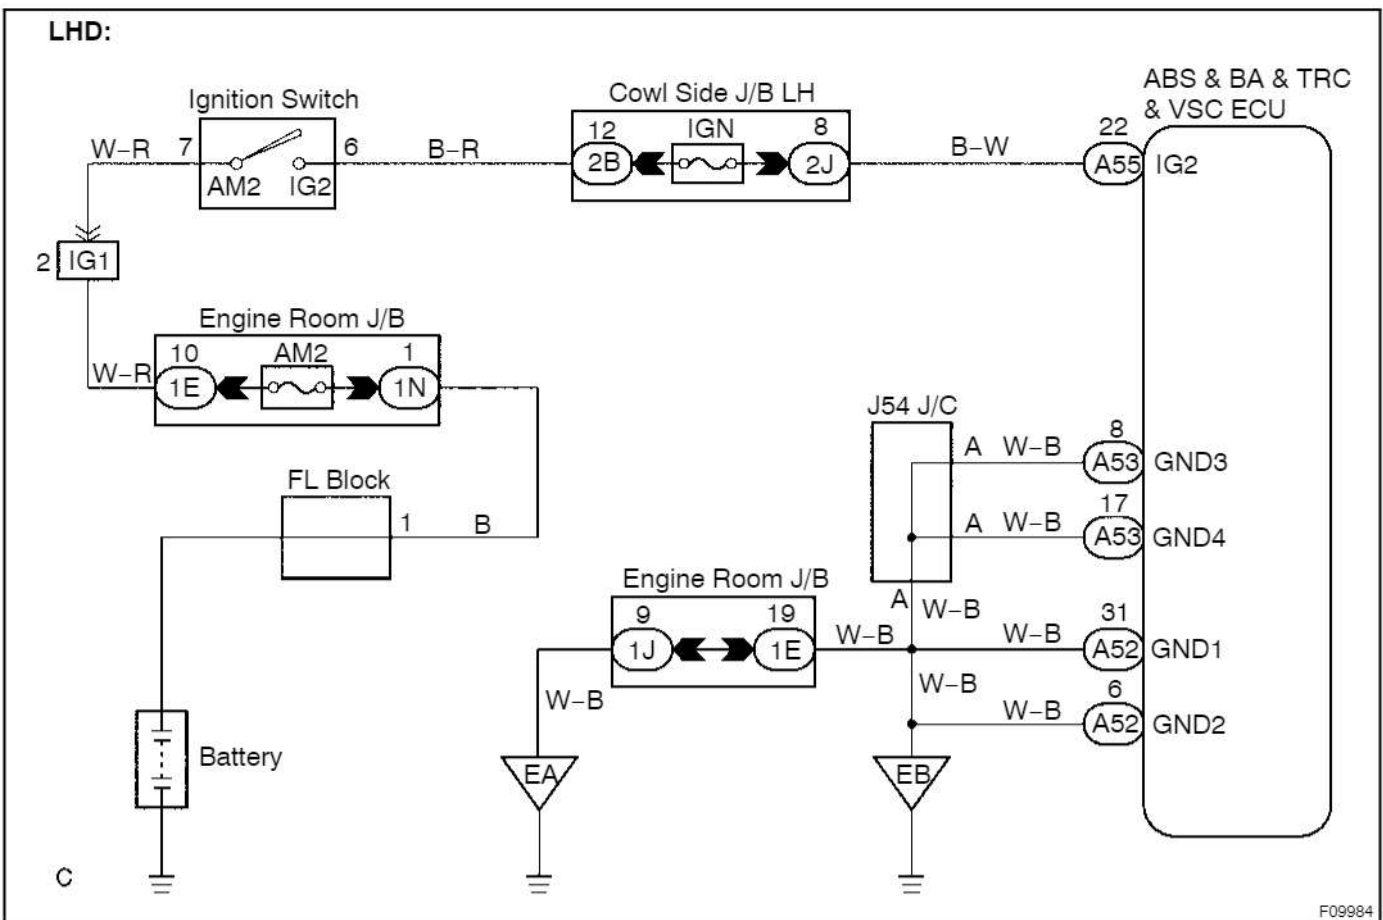 LHD:
ABS & BA & TRC
& VSC ECU
Ignition Switch
Cowl Side J/B LH
W–R
7
6
B–R
12
IGN
8
B–W
22
AM2
IG2
2B
2J
A55
IG2
2
IG1
Engine Room J/B
W–R
10
AM2
1
1E
1N
J54 J/C
A
W–B
8
A53
GND3
FL Block
1
B
A
W–B
17
A53
GND4
Engine Room J/B
A
W–B
9
19
W–B
W–B
31
1J
1E
A52
GND1
W–B
W–B
W–B
6
A52
GND2
Battery
EA
EB
C
F09984